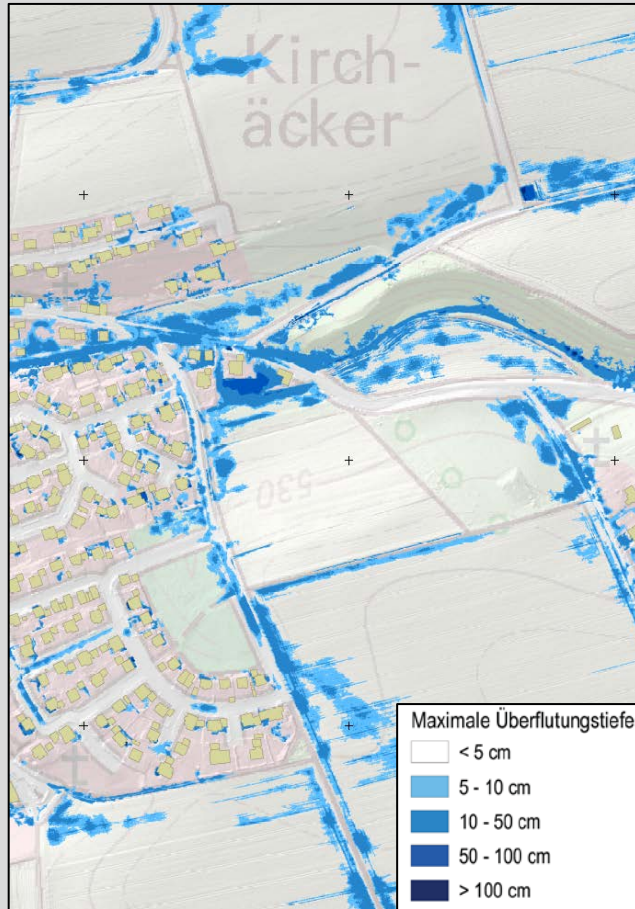 Kirch-
äcker
530
Maximale Überflutungstiefe
< 5 cm
5 - 10 cm
10 - 50 cm
50 - 100 cm
> 100 cm